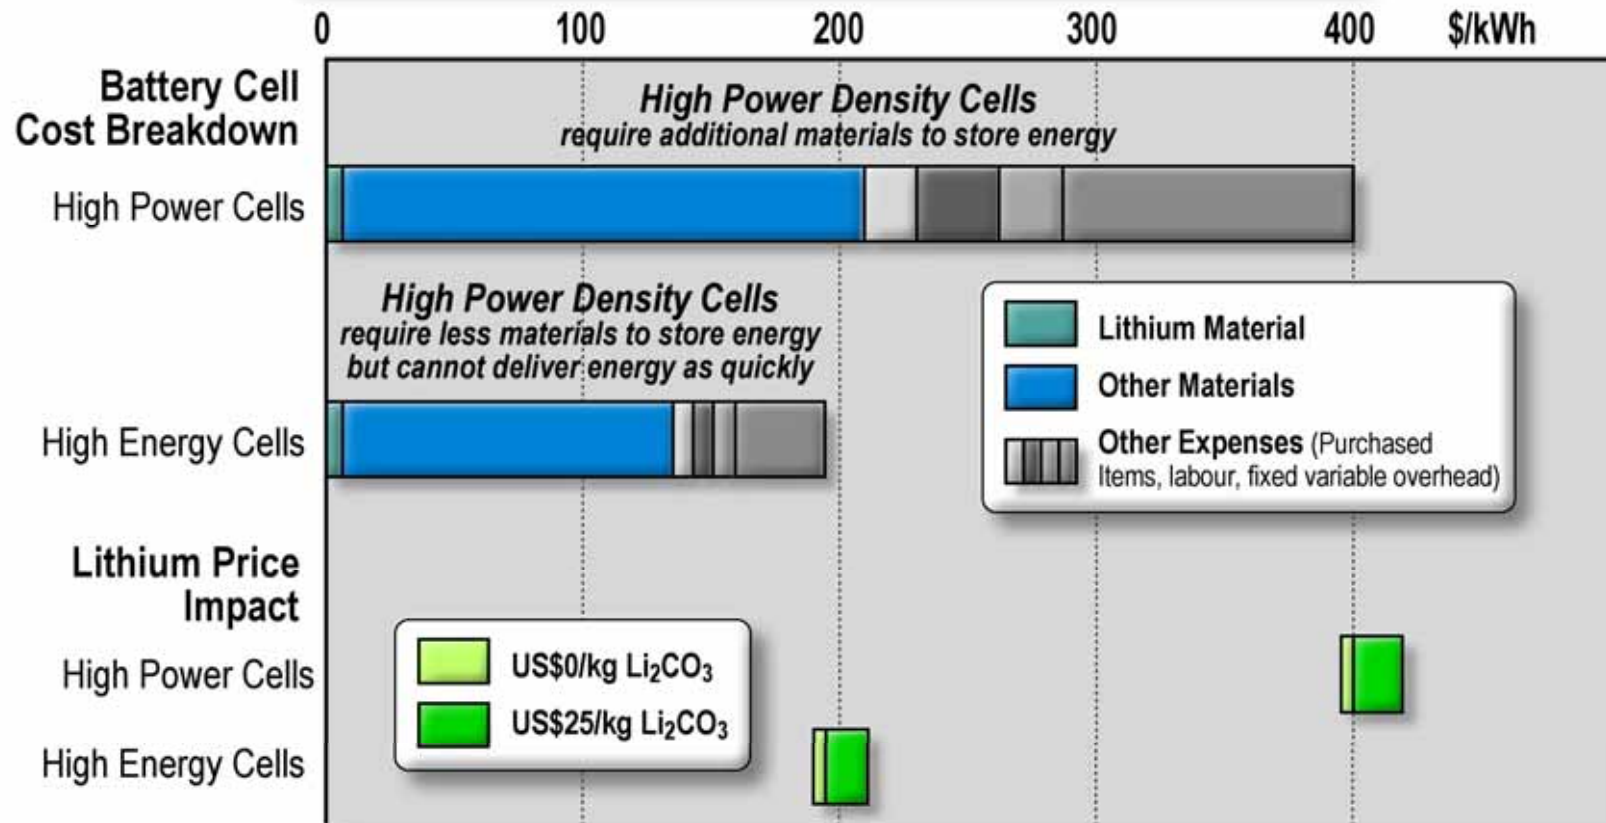 0 100 200 300 400 $/kWh
Battery Cell
Cost Breakdown
High Power Density Cells
require additional materials to store energy
High Power Cells
High Power Density Cells
require less materials to store energy
but cannot deliver energy as quickly
High Energy Cells
Lithium Material
Other Materials
Other Expenses (Purchased
Items, labour, fixed variable overhead)
Lithium Price
Impact
High Power Cells
High Energy Cells
US$0/kg Li₂CO₃
US$25/kg Li₂CO₃